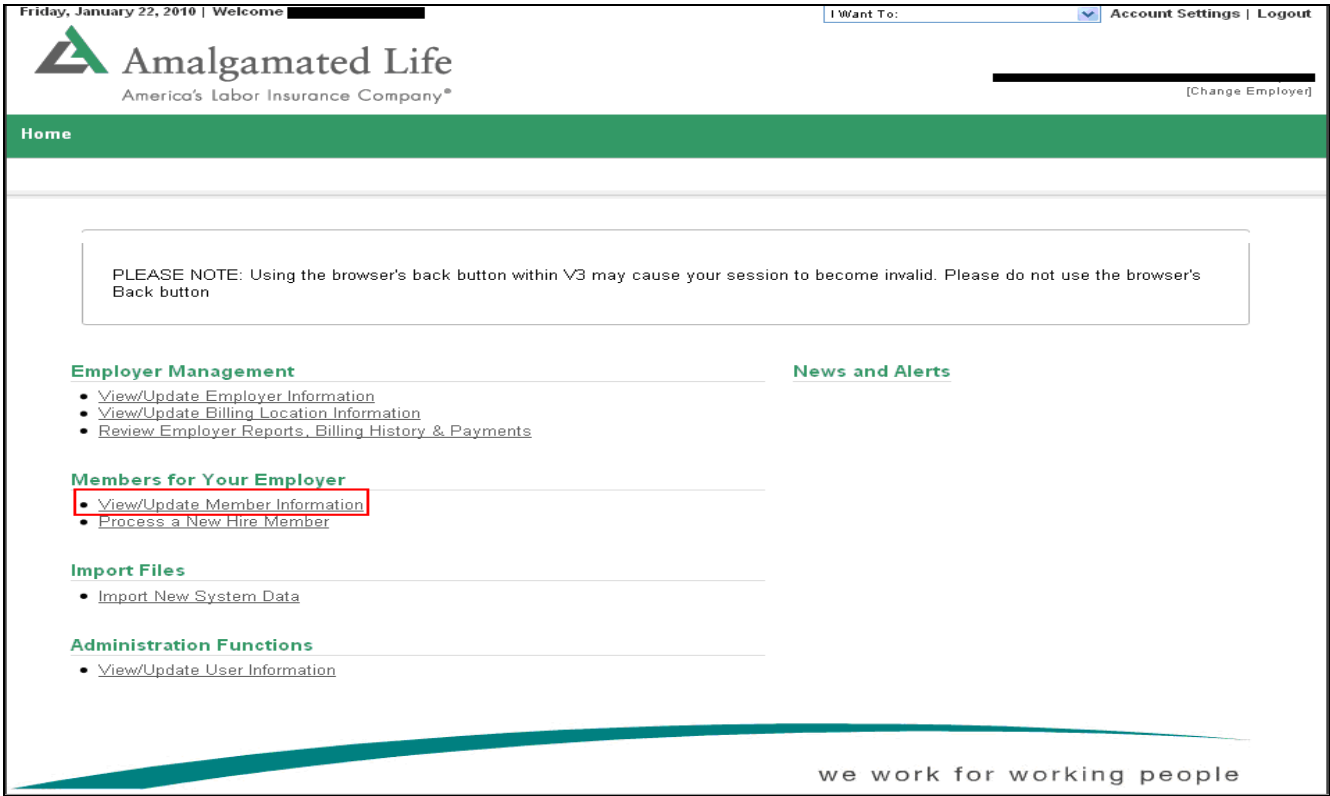 Friday, January 22, 2010 | Welcome
I Want To:
Account Settings | Logout
Amalgamated Life
America's Labor Insurance Company®
[Change Employer]
Home
PLEASE NOTE: Using the browser's back button within V3 may cause your session to become invalid. Please do not use the browser's
Back button
Employer Management
• View/Update Employer Information
• View/Update Billing Location Information
• Review Employer Reports, Billing History & Payments
News and Alerts
Members for Your Employer
• View/Update Member Information
• Process a New Hire Member
Import Files
• Import New System Data
Administration Functions
• View/Update User Information
we work for working people